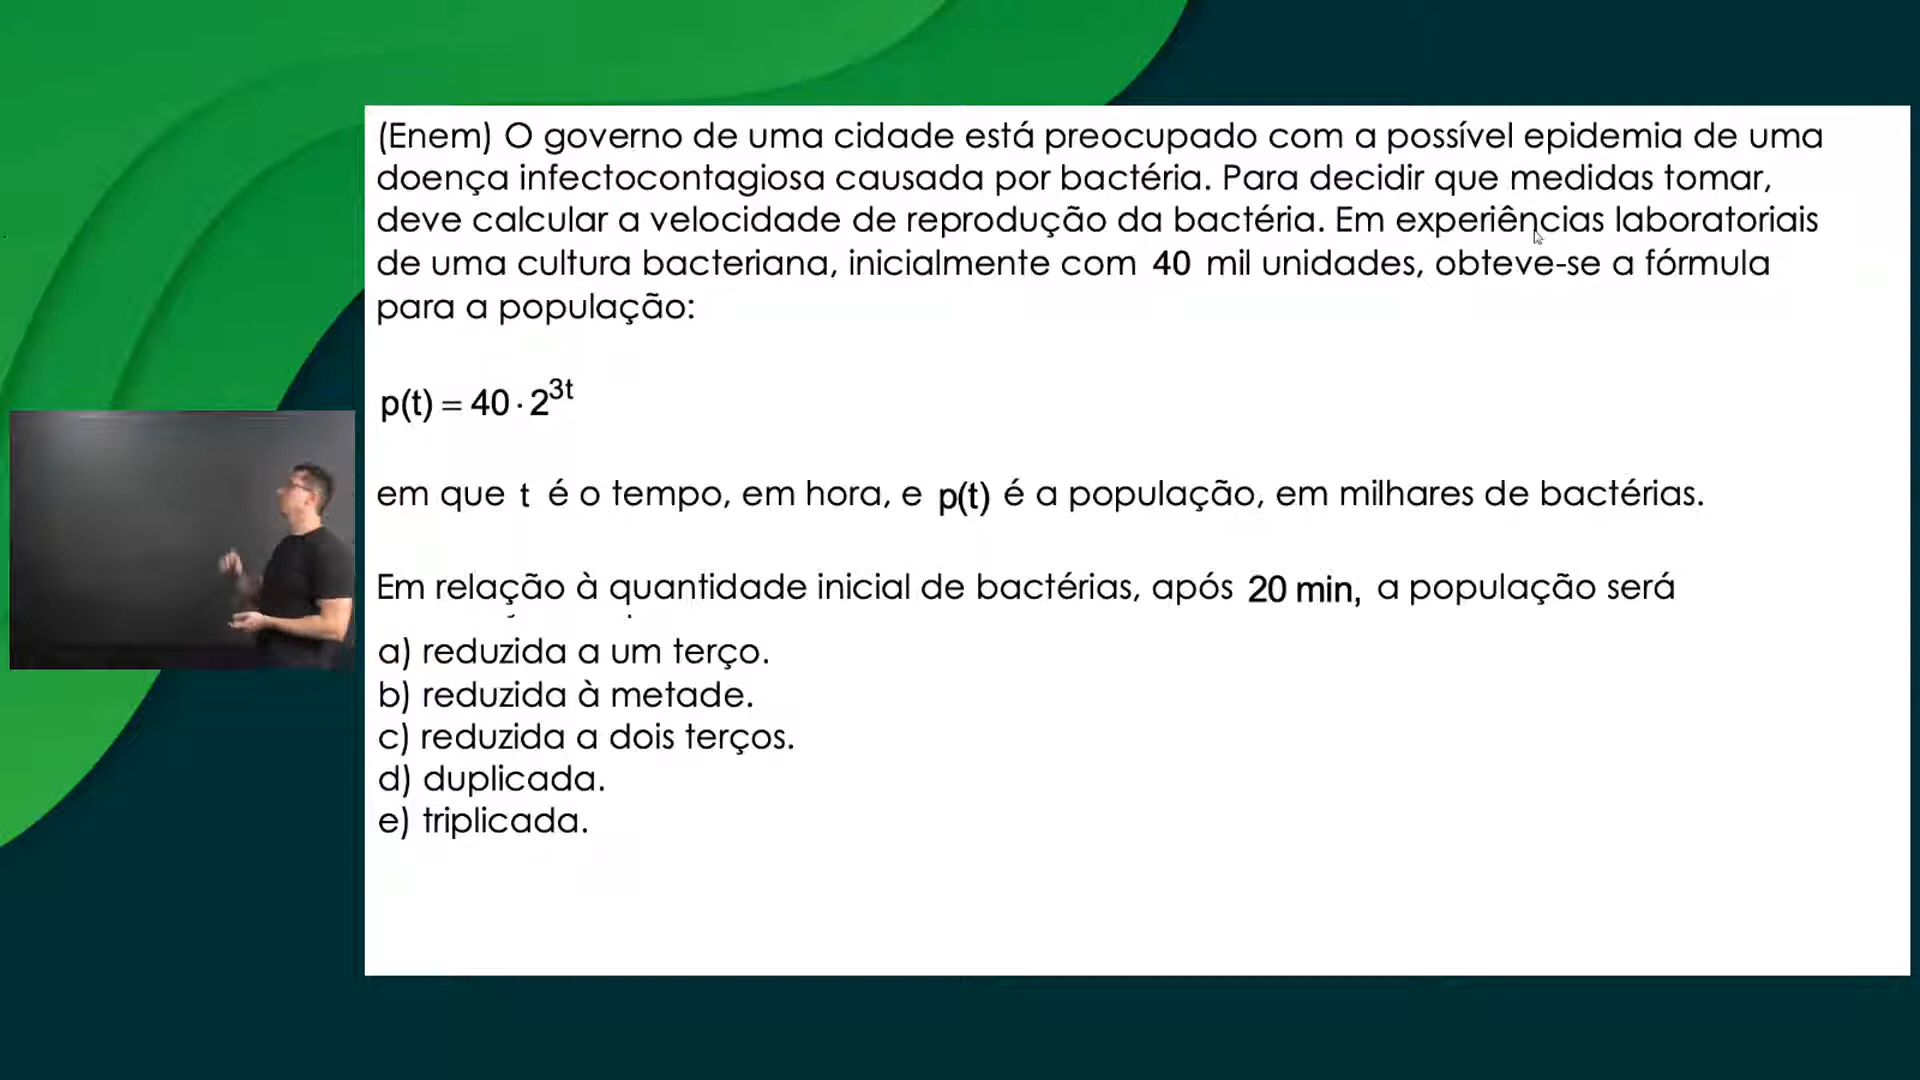 (Enem) O governo de uma cidade está preocupado com a possível epidemia de uma
doença infectocontagiosa causada por bactéria. Para decidir que medidas tomar,
deve calcular a velocidade de reprodução da bactéria. Em experiências laboratoriais
de uma cultura bacteriana, inicialmente com 40 mil unidades, obteve-se a fórmula
para a população:
p(t) = 40 · 2^{3t}
em que t é o tempo, em hora, e p(t) é a população, em milhares de bactérias.
Em relação à quantidade inicial de bactérias, após 20 min, a população será
a) reduzida a um terço.
b) reduzida à metade.
c) reduzida a dois terços.
d) duplicada.
e) triplicada.